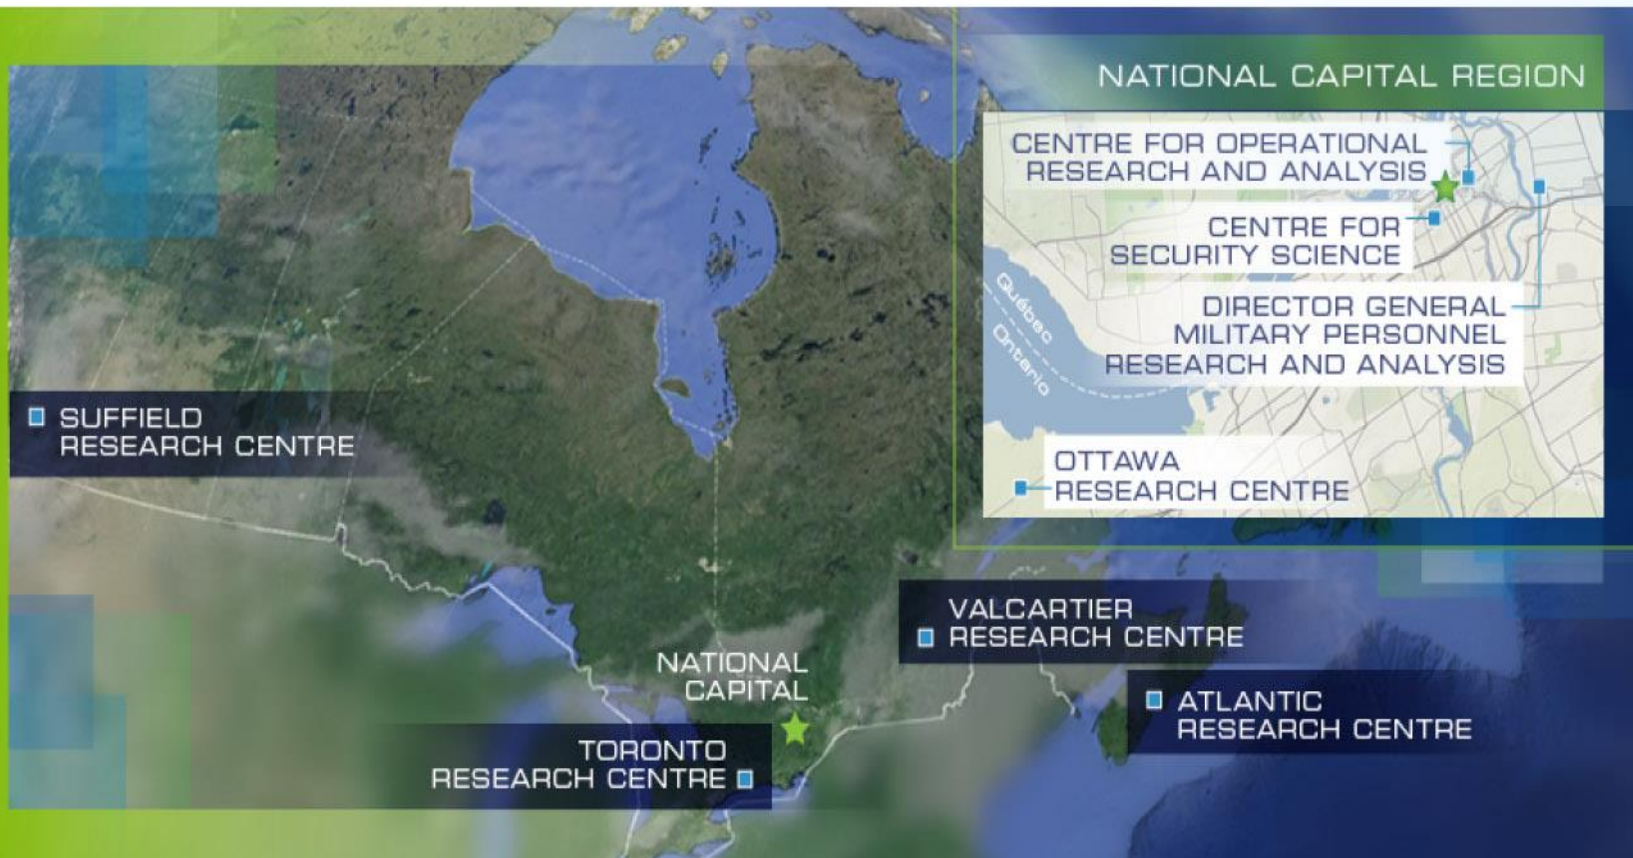 NATIONAL CAPITAL REGION
CENTRE FOR OPERATIONAL
RESEARCH AND ANALYSIS
CENTRE FOR
SECURITY SCIENCE
DIRECTOR GENERAL
MILITARY PERSONNEL
RESEARCH AND ANALYSIS
Québec
Ontario
OTTAWA
RESEARCH CENTRE
SUFFIELD
RESEARCH CENTRE
VALCARTIER
RESEARCH CENTRE
NATIONAL
CAPITAL
ATLANTIC
RESEARCH CENTRE
TORONTO
RESEARCH CENTRE